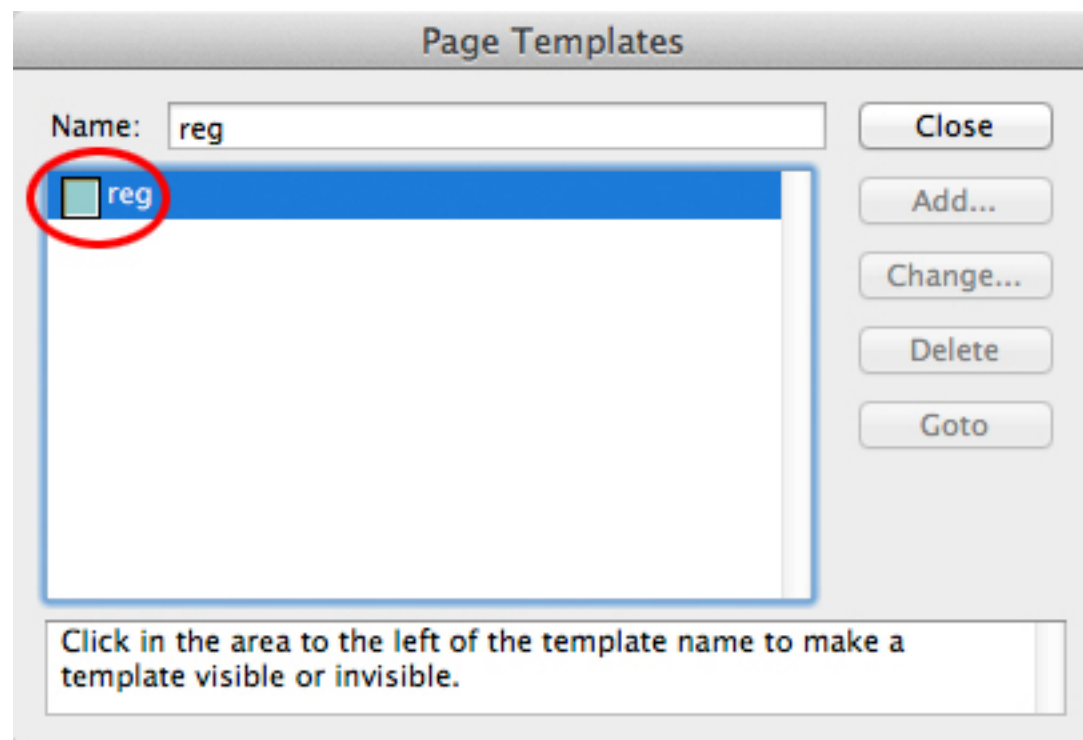 Page Templates
Name: reg
Close
reg
Add...
Change...
Delete
Goto
Click in the area to the left of the template name to make a
template visible or invisible.